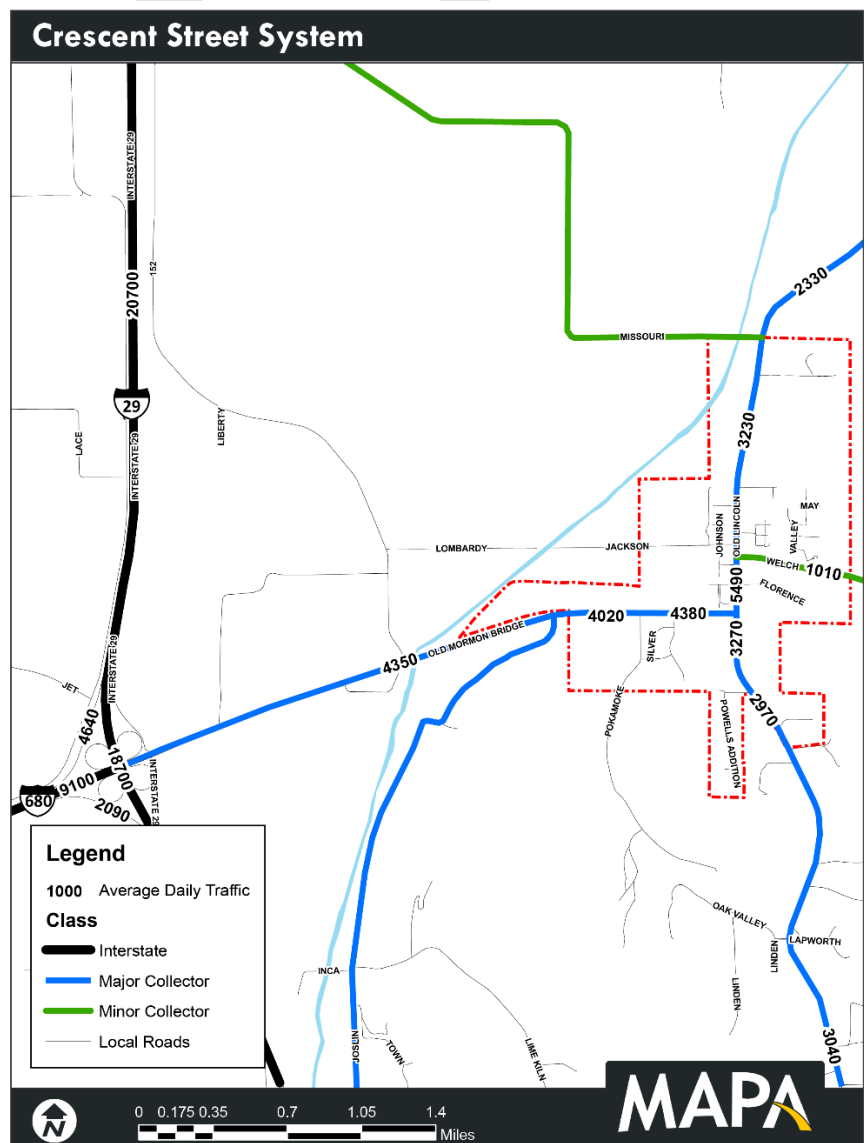 Crescent Street System
INTERSTATE 29
152
20700
2330
MISSOURI
29
LACE
LIBERTY
3230
INTERSTATE 29
MAY
JOHNSON
OLD LINCOLN
VALLEY
LOMBARDY
JACKSON
WELCH
1010
5490
FLORENCE
4020
4380
3270
SILVER
4350
OLD MORMON BRIDGE
INTERSTATE 29
JET
POKAMOKE
2970
POWELLS ADDITION
4640
18700
INTERSTATE 29
9100
680
2090
Legend
1000 Average Daily Traffic
Class
Interstate
Major Collector
Minor Collector
Local Roads
OAK VALLEY
LINDEN
LAPWORTH
INCA
LINDEN
JOSLIN
TOWN
LIME KILN
3040
N
0 0.175 0.35 0.7 1.05 1.4
Miles
MAPA